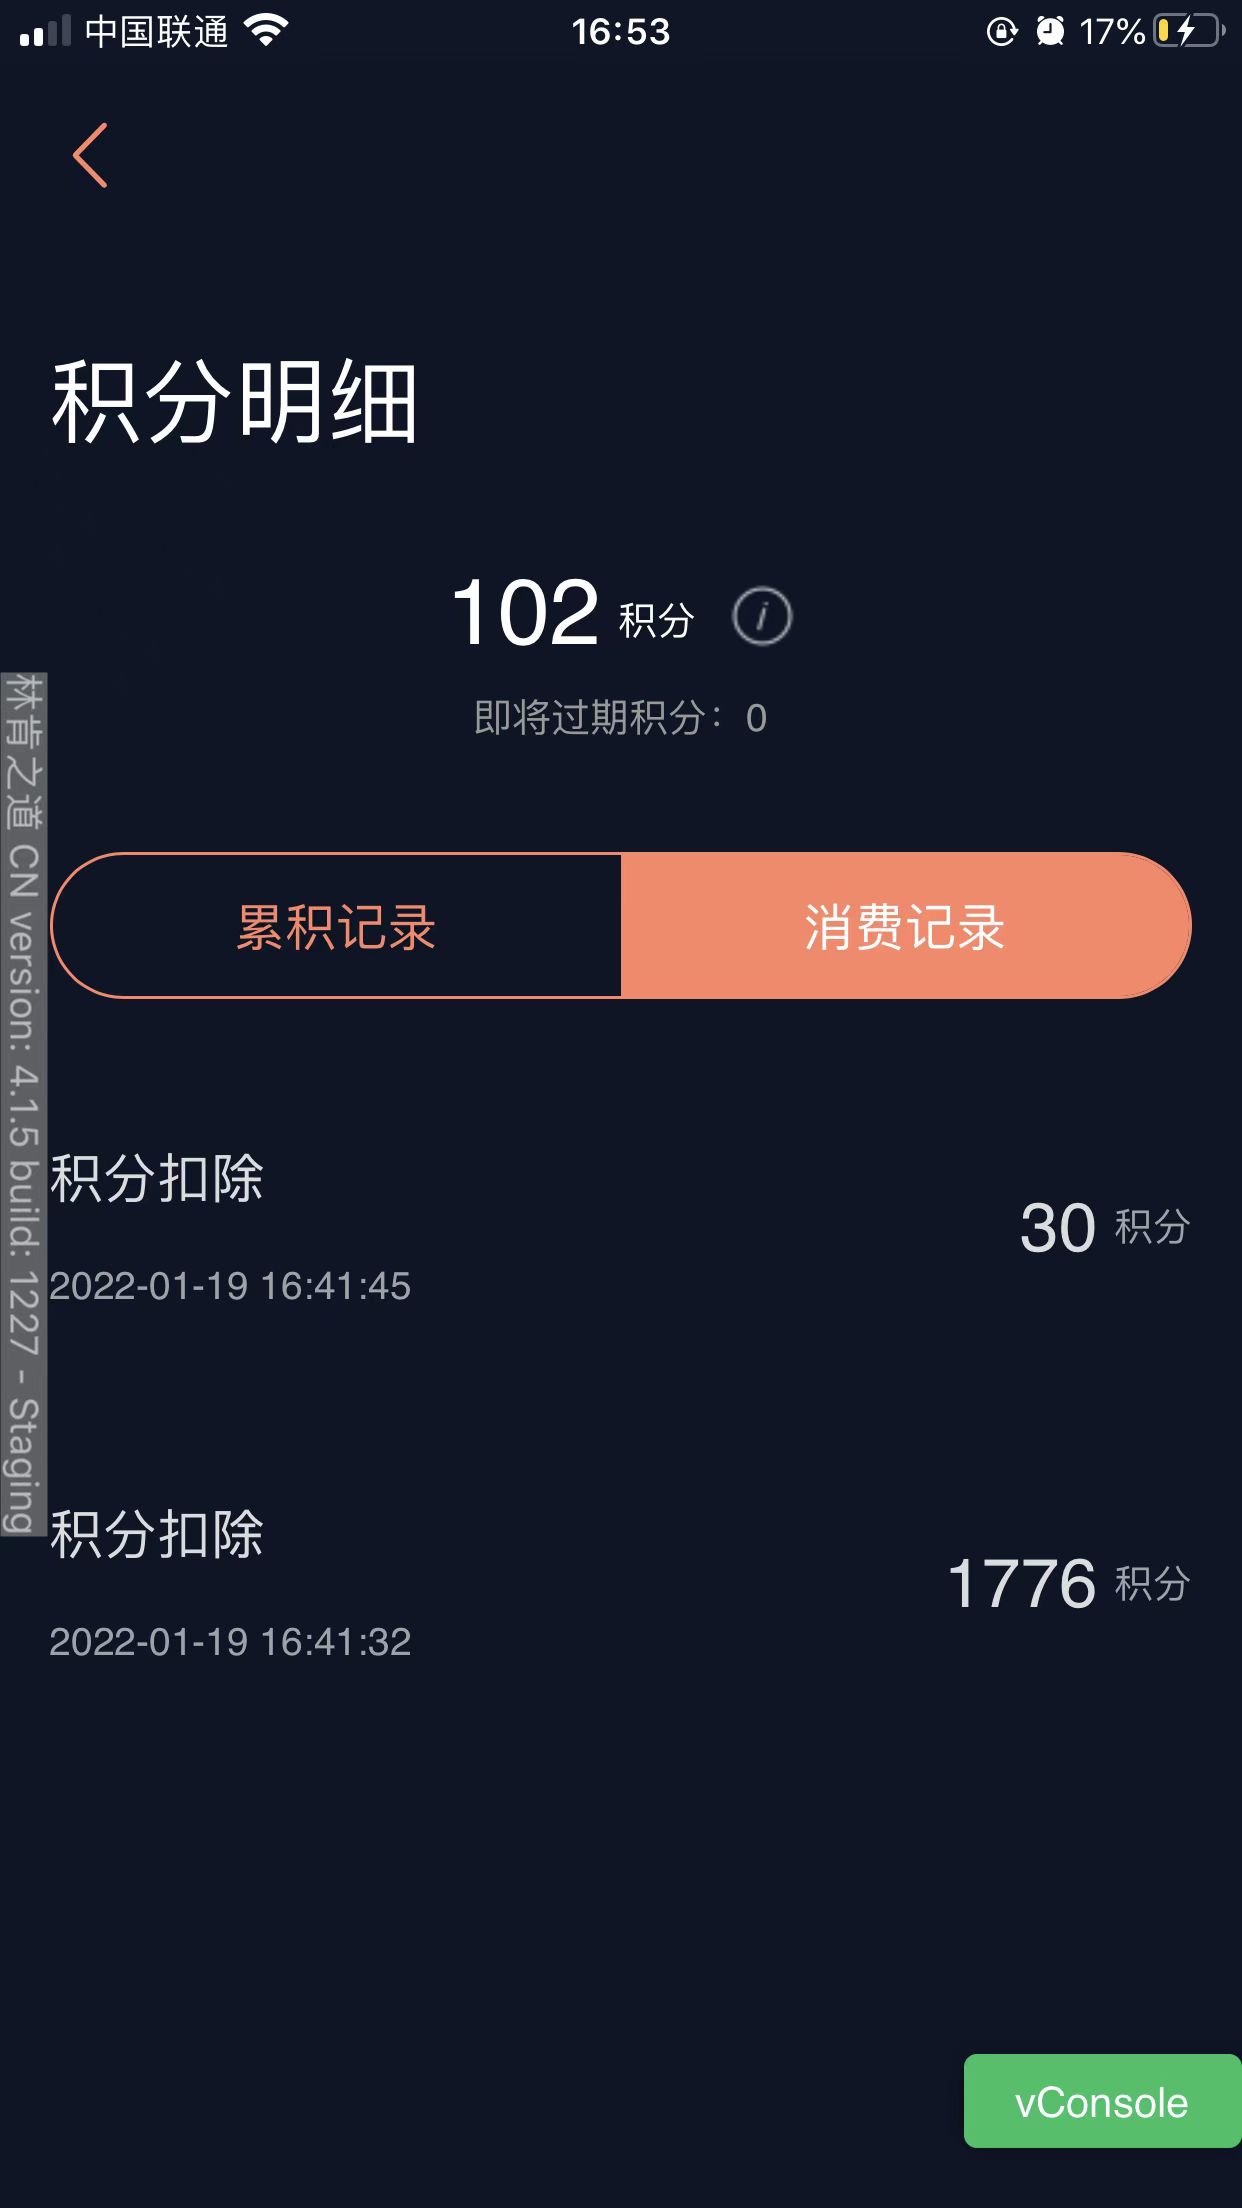 中国联通
16:53
17%
积分明细
102 积分
i
即将过期积分：0
林肯之道 CN version: 4.1.5 build: 1227 - Staging
累积记录
消费记录
积分扣除
30 积分
2022-01-19 16:41:45
积分扣除
1776 积分
2022-01-19 16:41:32
vConsole